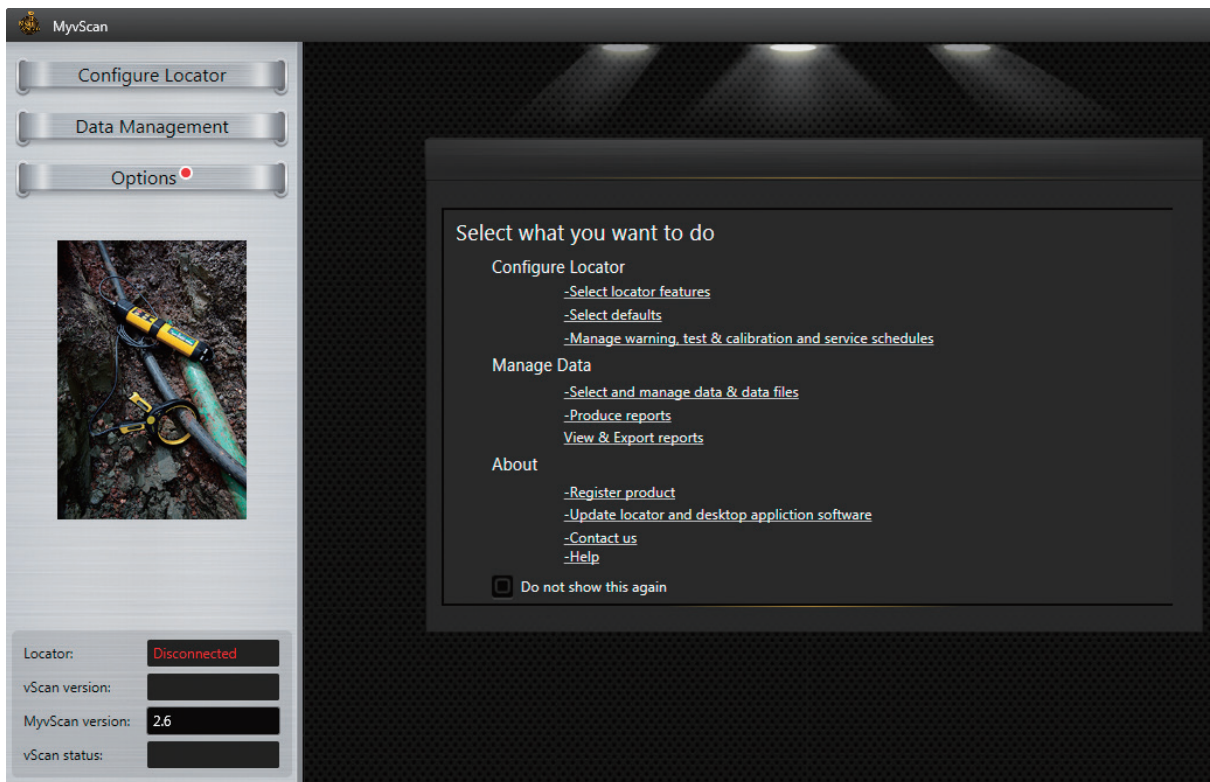 MyvScan
Configure Locator
Data Management
Options
Select what you want to do
Configure Locator
-Select locator features
-Select defaults
-Manage warning, test & calibration and service schedules
Manage Data
-Select and manage data & data files
-Produce reports
View & Export reports
About
-Register product
-Update locator and desktop appliction software
-Contact us
-Help
Do not show this again
Locator: Disconnected
vScan version:
MyvScan version: 2.6
vScan status: